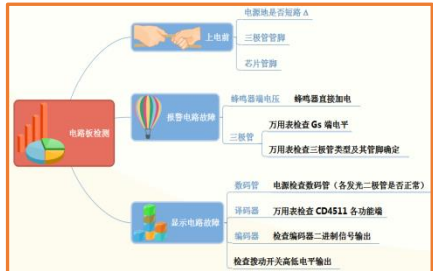 电源地是否短路 Δ
上电前
三极管管脚
芯片管脚
电路板检测
报警电路故障
蜂鸣器端电压 蜂鸣器直接加电
三极管
万用表检查 Gs 端电平
万用表检查三极管类型及其管脚确定
显示电路故障
数码管 电源检查数码管（各发光二极管是否正常）
译码器 万用表检查 CD4511 各功能端
编码器 检查编码器二进制信号输出
检查拨动开关高低电平输出